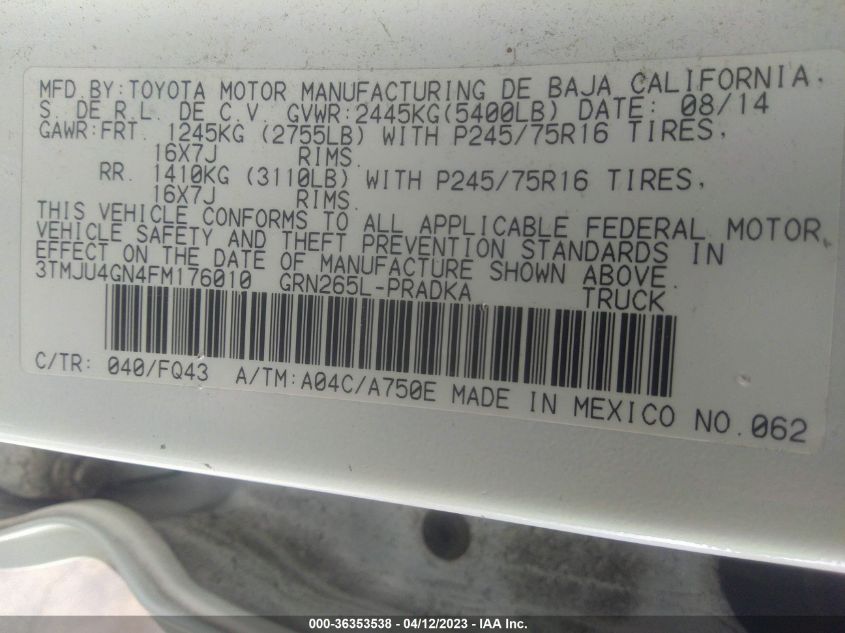 MFD.BY:TOYOTA MOTOR MANUFACTURING DE BAJA CALIFORNIA,
S. DE R.L. DE C.V. GVWR:2445KG(5400LB) DATE: 08/14
GAWR:FRT. 1245KG (2755LB) WITH P245/75R16 TIRES,
16X7J RIMS.
RR. 1410KG (3110LB) WITH P245/75R16 TIRES,
16X7J RIMS.
THIS VEHICLE CONFORMS TO ALL APPLICABLE FEDERAL MOTOR
VEHICLE SAFETY AND THEFT PREVENTION STANDARDS IN
EFFECT ON THE DATE OF MANUFACTURE SHOWN ABOVE.
3TMJU4GN4FM176010 GRN265L-PRADKA TRUCK
C/TR: 040/FQ43 A/TM:A04C/A750E MADE IN MEXICO NO.062
000-36353538 - 04/12/2023 - IAA Inc.